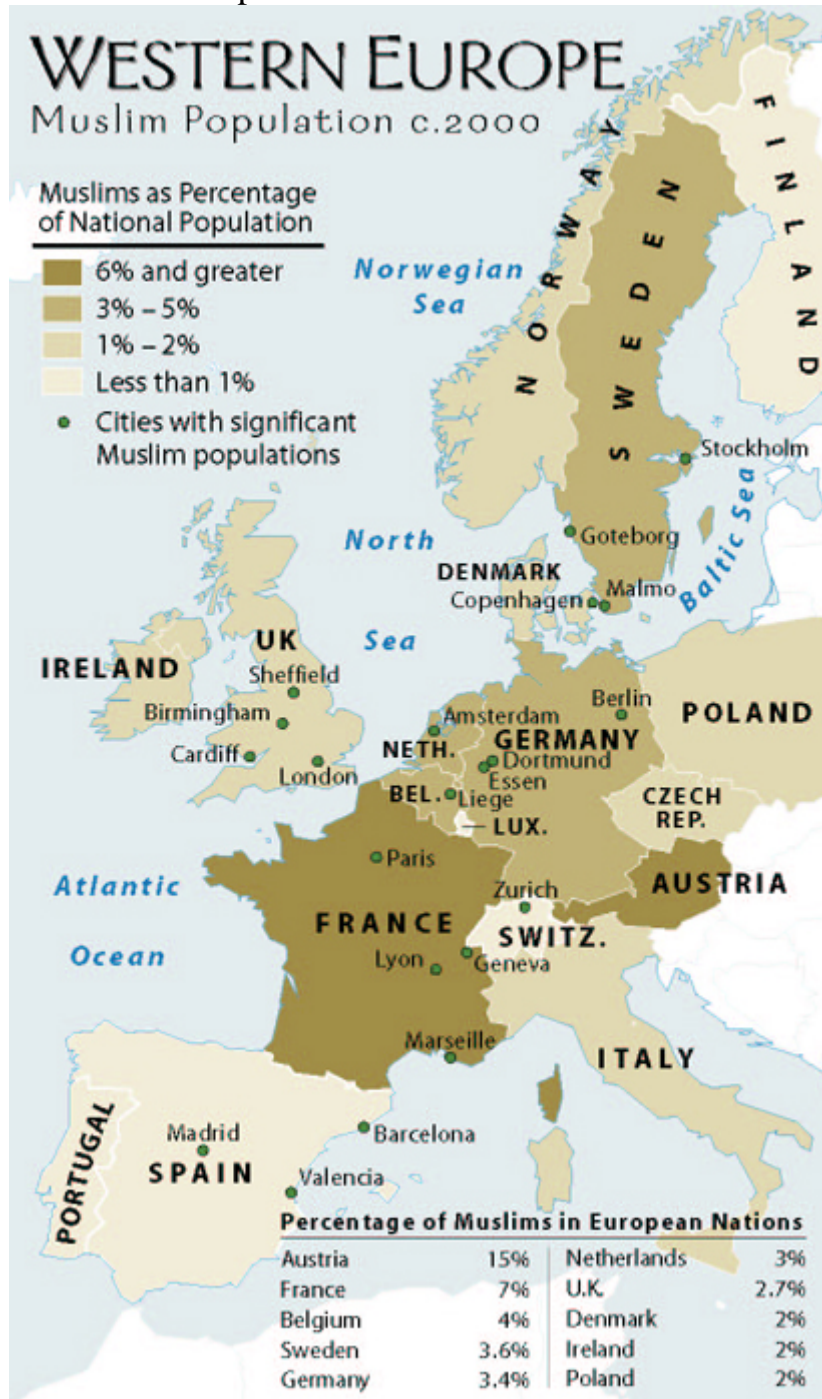 WESTERN EUROPE
Muslim Population c.2000
Muslims as Percentage
of National Population
6% and greater
3% – 5%
1% – 2%
Less than 1%
Cities with significant
Muslim populations
Norwegian
Sea
NORWAY
SWEDEN
FINLAND
Stockholm
Goteborg
Baltic Sea
North
Sea
DENMARK
Copenhagen
Malmo
IRELAND
UK
Sheffield
Birmingham
Cardiff
London
Amsterdam
NETH.
Berlin
GERMANY
Dortmund
Essen
POLAND
BEL.
Liege
LUX.
CZECH
REP.
Paris
Atlantic
Ocean
FRANCE
Zurich
AUSTRIA
SWITZ.
Lyon
Geneva
Marseille
ITALY
PORTUGAL
Madrid
SPAIN
Barcelona
Valencia
Percentage of Muslims in European Nations
Austria 15% Netherlands 3%
France 7% U.K. 2.7%
Belgium 4% Denmark 2%
Sweden 3.6% Ireland 2%
Germany 3.4% Poland 2%